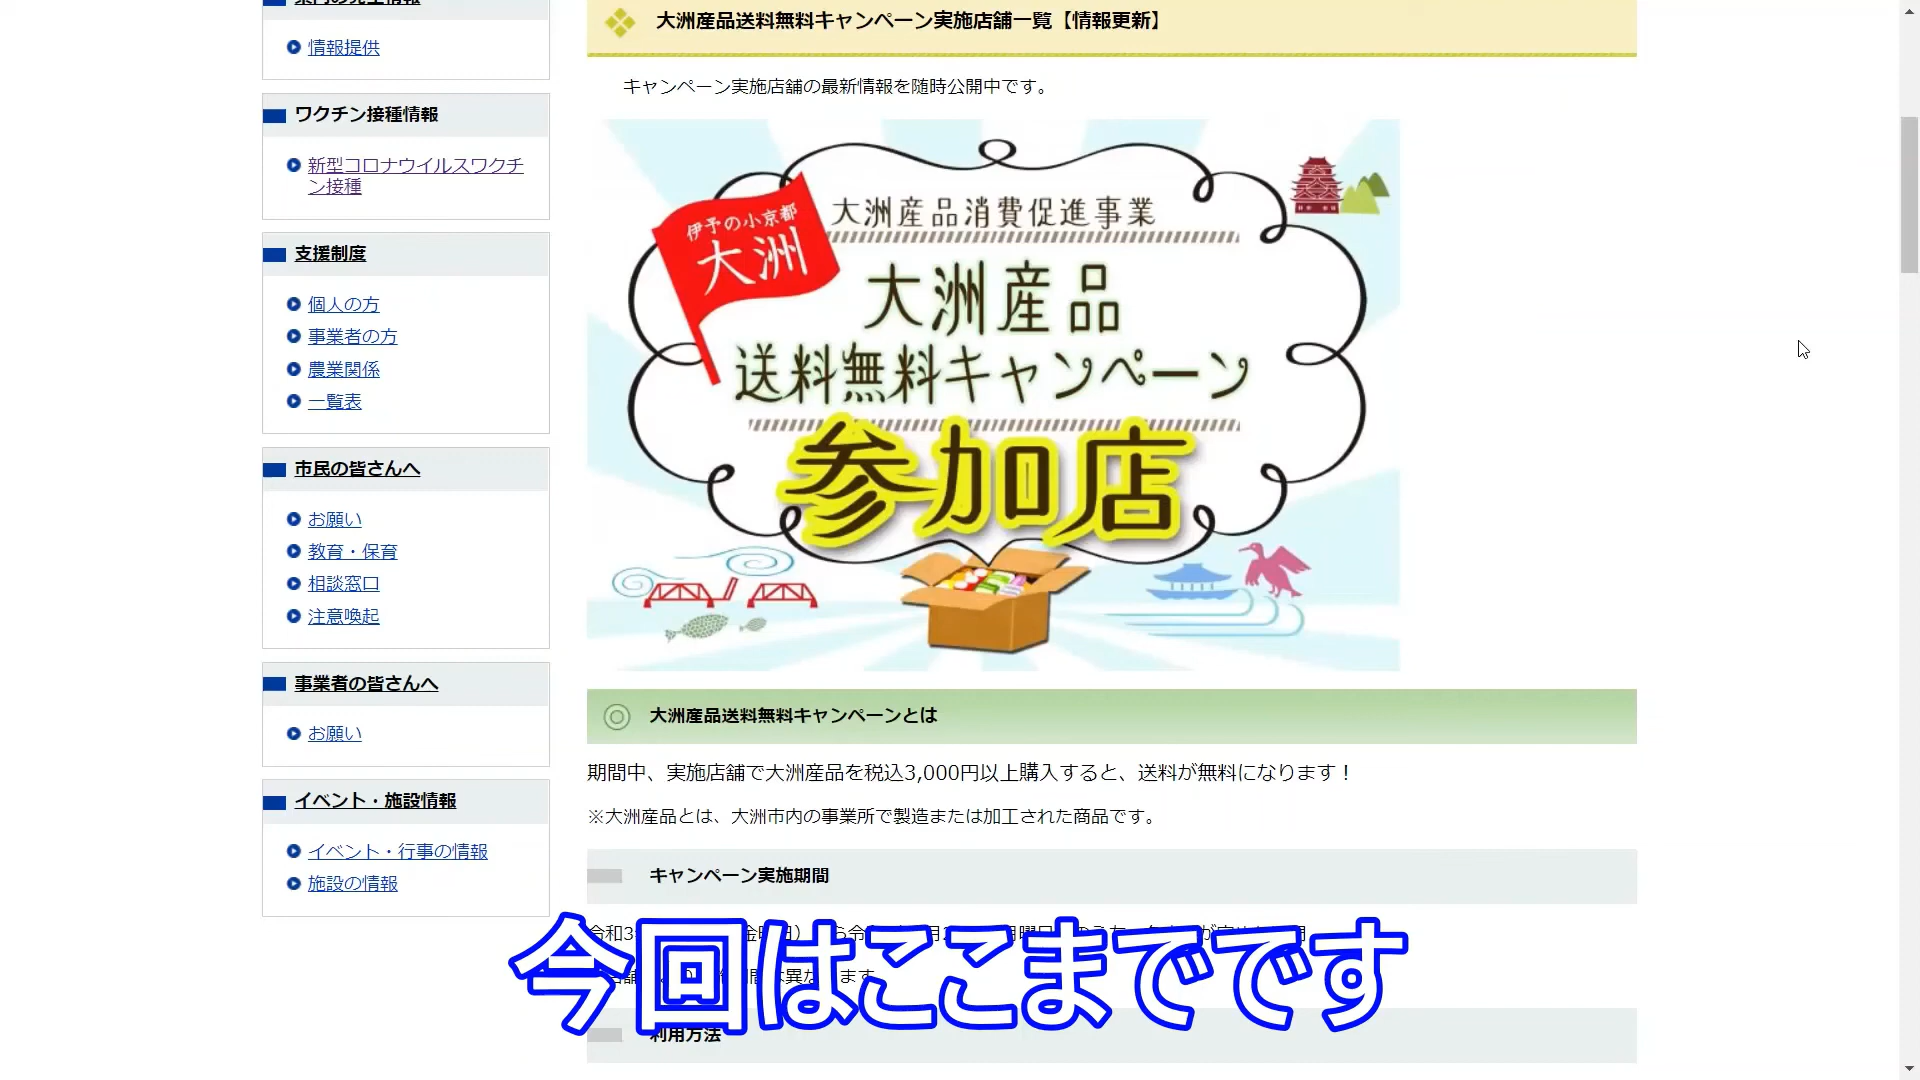 情報提供
ワクチン接種情報
新型コロナウイルスワクチ
ン接種
支援制度
個人の方
事業者の方
農業関係
一覧表
市民の皆さんへ
お願い
教育・保育
相談窓口
注意喚起
事業者の皆さんへ
お願い
イベント・施設情報
イベント・行事の情報
施設の情報
大洲産品送料無料キャンペーン実施店舗一覧【情報更新】
キャンペーン実施店舗の最新情報を随時公開中です。
伊予の小京都
大洲
大洲産品消費促進事業
大洲産品
送料無料キャンペーン
参加店
大洲産品送料無料キャンペーンとは
期間中、実施店舗で大洲産品を税込3,000円以上購入すると、送料が無料になります！
※大洲産品とは、大洲市内の事業所で製造または加工された商品です。
キャンペーン実施期間
令和3
今回はここまでです
利用方法